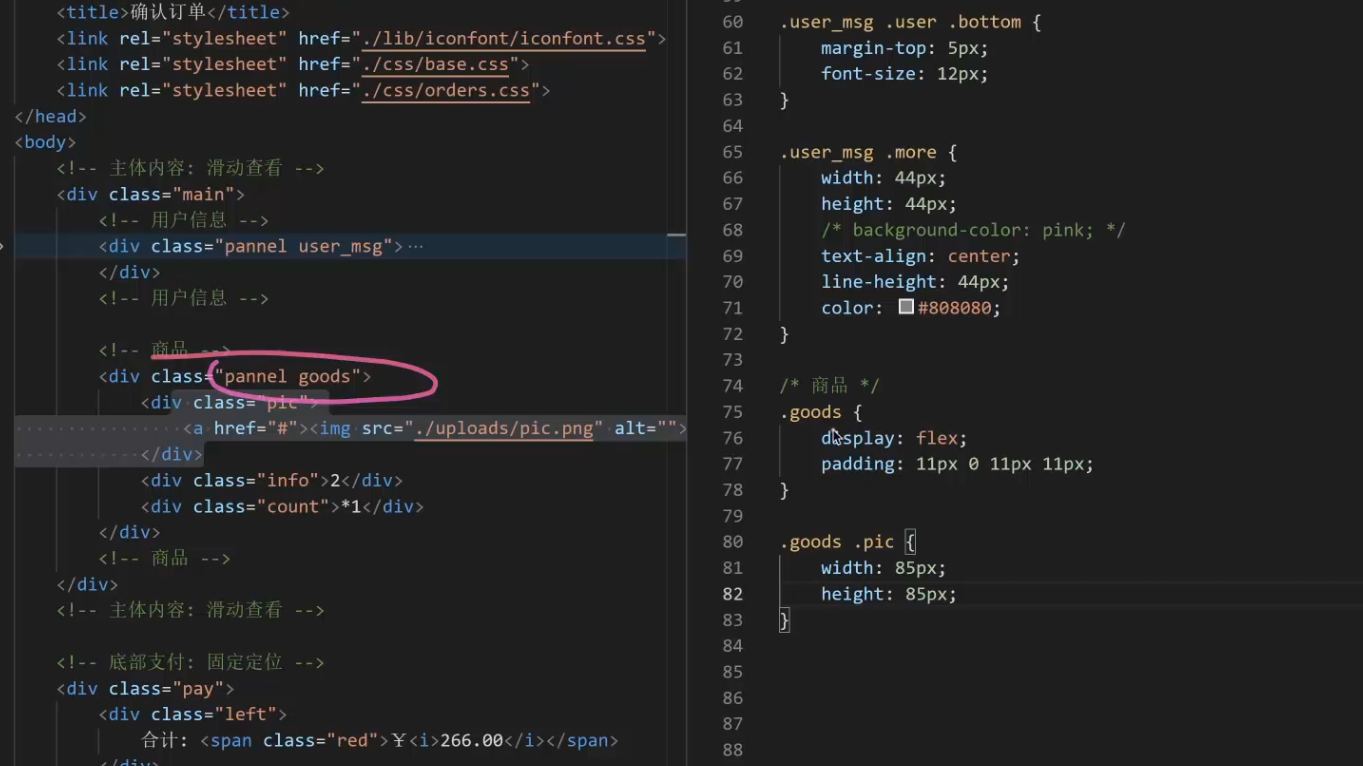 <title>确认订单</title>
<link rel="stylesheet" href="./lib/iconfont/iconfont.css">
<link rel="stylesheet" href="./css/base.css">
<link rel="stylesheet" href="./css/orders.css">
</head>
<body>
<!-- 主体内容: 滑动查看 -->
<div class="main">
<!-- 用户信息 -->
<div class="pannel user_msg">…
</div>
<!-- 用户信息 -->
<!-- 商品 -->
<div class="pannel goods">
<div class="pic">
<a href="#"><img src="./uploads/pic.png" alt="">
</div>
<div class="info">2</div>
<div class="count">*1</div>
</div>
<!-- 商品 -->
</div>
<!-- 主体内容: 滑动查看 -->
<!-- 底部支付: 固定定位 -->
<div class="pay">
<div class="left">
合计: <span class="red">￥<i>266.00</i></span>
60 .user_msg .user .bottom {
61 margin-top: 5px;
62 font-size: 12px;
63 }
64
65 .user_msg .more {
66 width: 44px;
67 height: 44px;
68 /* background-color: pink; */
69 text-align: center;
70 line-height: 44px;
71 color: #808080;
72 }
73
74 /* 商品 */
75 .goods {
76 display: flex;
77 padding: 11px 0 11px 11px;
78 }
79
80 .goods .pic {
81 width: 85px;
82 height: 85px;
83 }
84
85
86
87
88